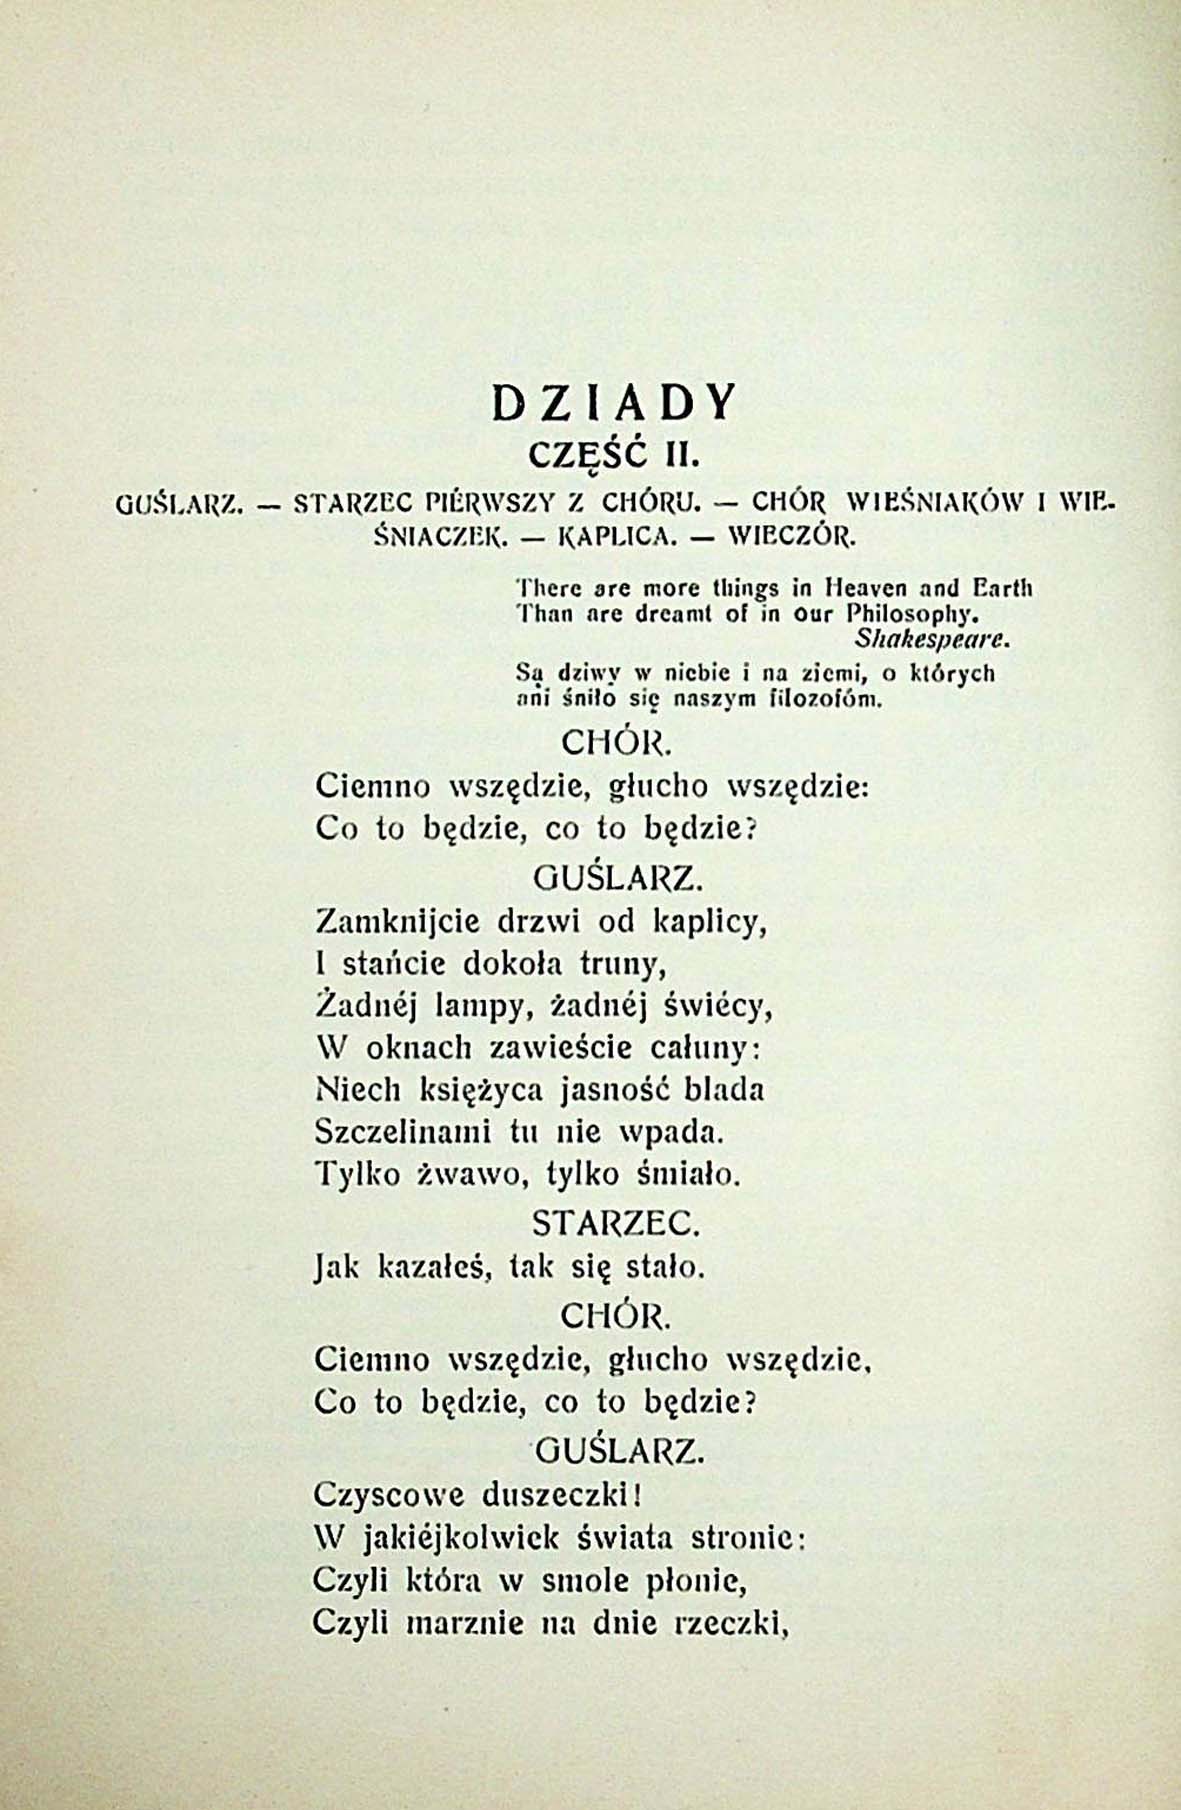 DZIADY
CZĘŚĆ II.
GUŚLARZ. — STARZEC PIÉRWSZY Z CHÓRU. — CHÓR WIEŚNIAKÓW I WIE-
ŚNIACZEK. — KAPLICA. — WIECZÓR.
There are more things in Heaven and Earth
Than are dreamt of in our Philosophy.
Shakespeare.
Są dziwy w niebie i na ziemi, o których
ani śniło się naszym filozofóm.
CHÓR.
Ciemno wszędzie, głucho wszędzie:
Co to będzie, co to będzie?
GUŚLARZ.
Zamknijcie drzwi od kaplicy,
I stańcie dokoła truny,
Żadnéj lampy, żadnéj świécy,
W oknach zawieście całuny:
Niech księżyca jasność blada
Szczelinami tu nie wpada.
Tylko żwawo, tylko śmiało.
STARZEC.
Jak kazałeś, tak się stało.
CHÓR.
Ciemno wszędzie, głucho wszędzie,
Co to będzie, co to będzie?
GUŚLARZ.
Czyscowe duszeczki!
W jakiéjkolwiek świata stronie:
Czyli która w smole płonie,
Czyli marznie na dnie rzeczki,